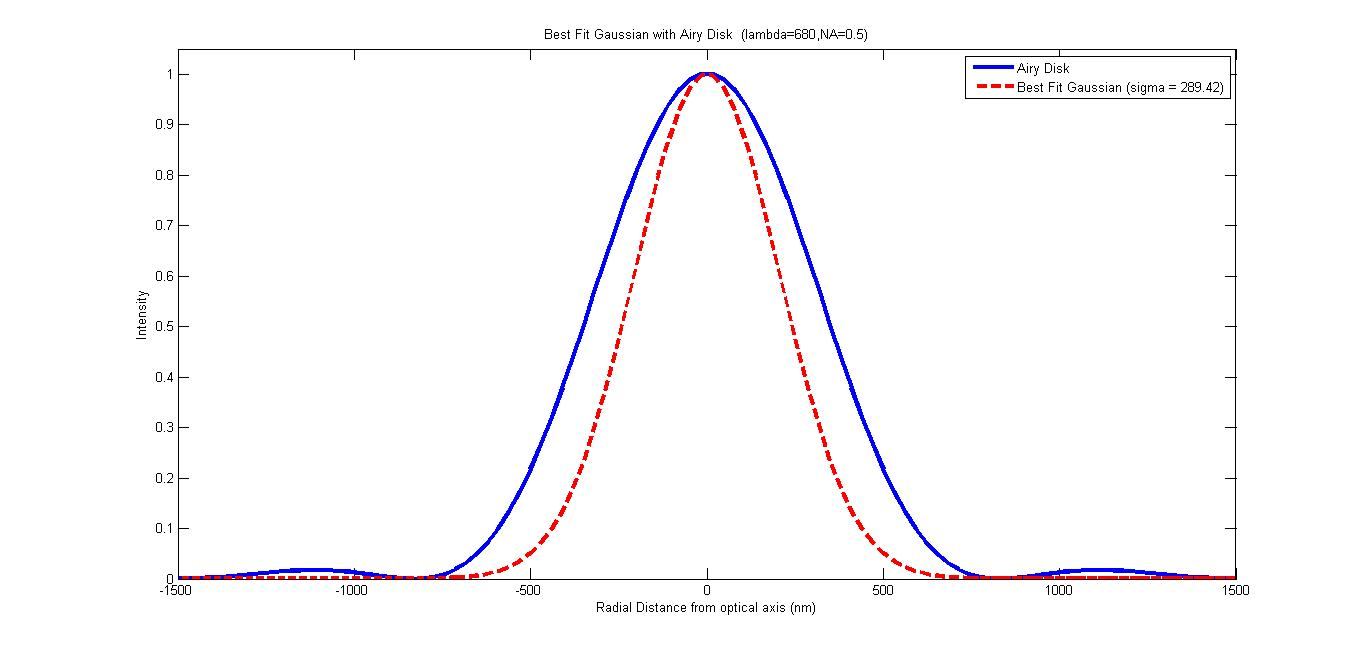 Best Fit Gaussian with Airy Disk (lambda=680,NA=0.5)
Airy Disk
Best Fit Gaussian (sigma = 289.42)
1
0.9
0.8
0.7
0.6
0.5
0.4
0.3
0.2
0.1
0
Intensity
-1500 -1000 -500 0 500 1000 1500
Radial Distance from optical axis (nm)